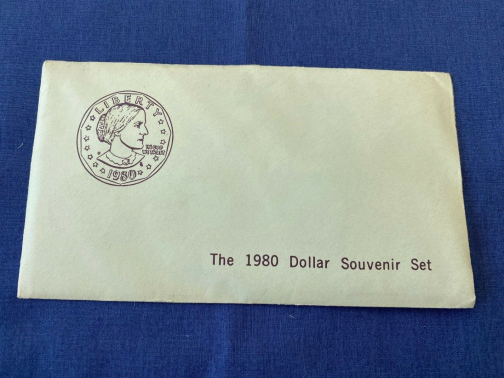 LIBERTY
1980
The 1980 Dollar Souvenir Set